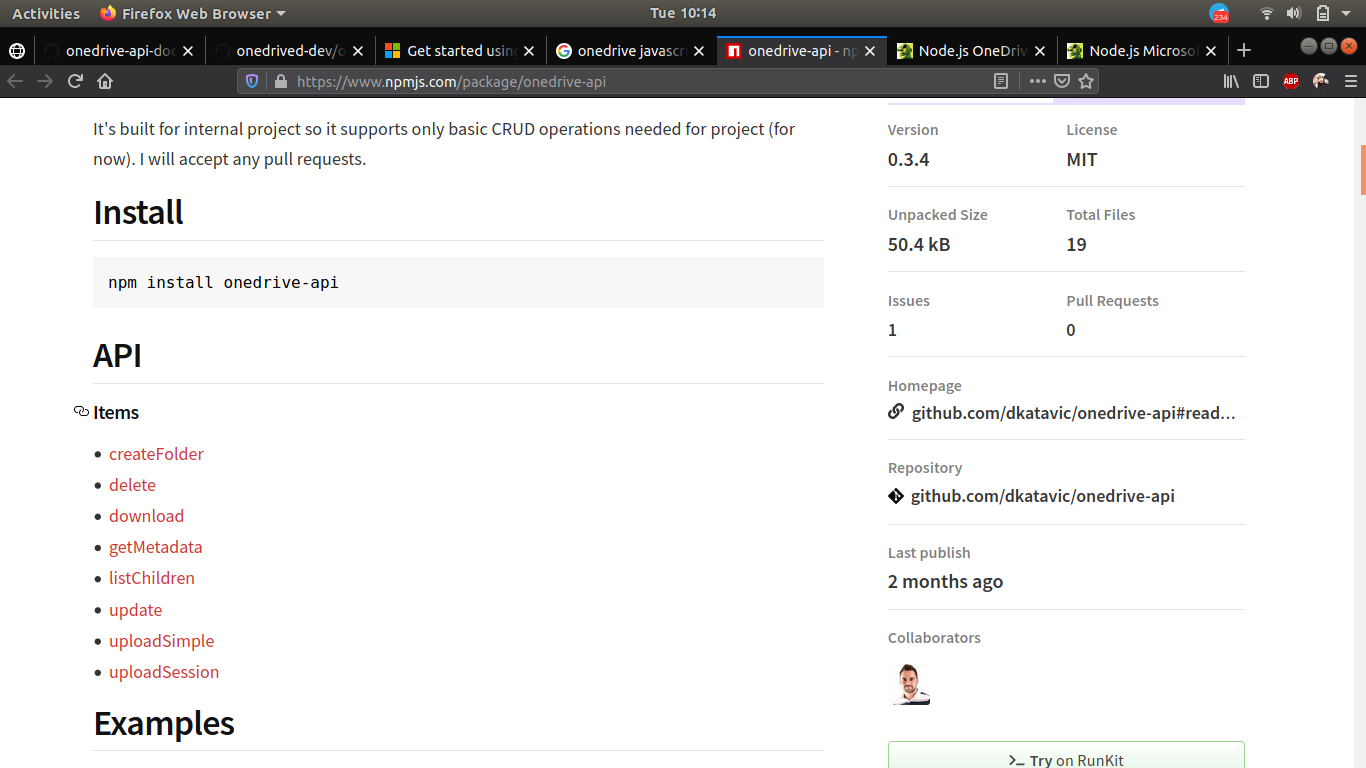 Activities
Firefox Web Browser
Tue 10:14
234
onedrive-api-doc
onedrived-dev/o
Get started using
onedrive javascri
onedrive-api - np
Node.js OneDriv
Node.js Microsof
https://www.npmjs.com/package/onedrive-api
ABP
It's built for internal project so it supports only basic CRUD operations needed for project (for
now). I will accept any pull requests.
Install
npm install onedrive-api
API
Items
• createFolder
• delete
• download
• getMetadata
• listChildren
• update
• uploadSimple
• uploadSession
Examples
Version
License
0.3.4
MIT
Unpacked Size
Total Files
50.4 kB
19
Issues
Pull Requests
1
0
Homepage
github.com/dkatavic/onedrive-api#read…
Repository
github.com/dkatavic/onedrive-api
Last publish
2 months ago
Collaborators
Try on RunKit